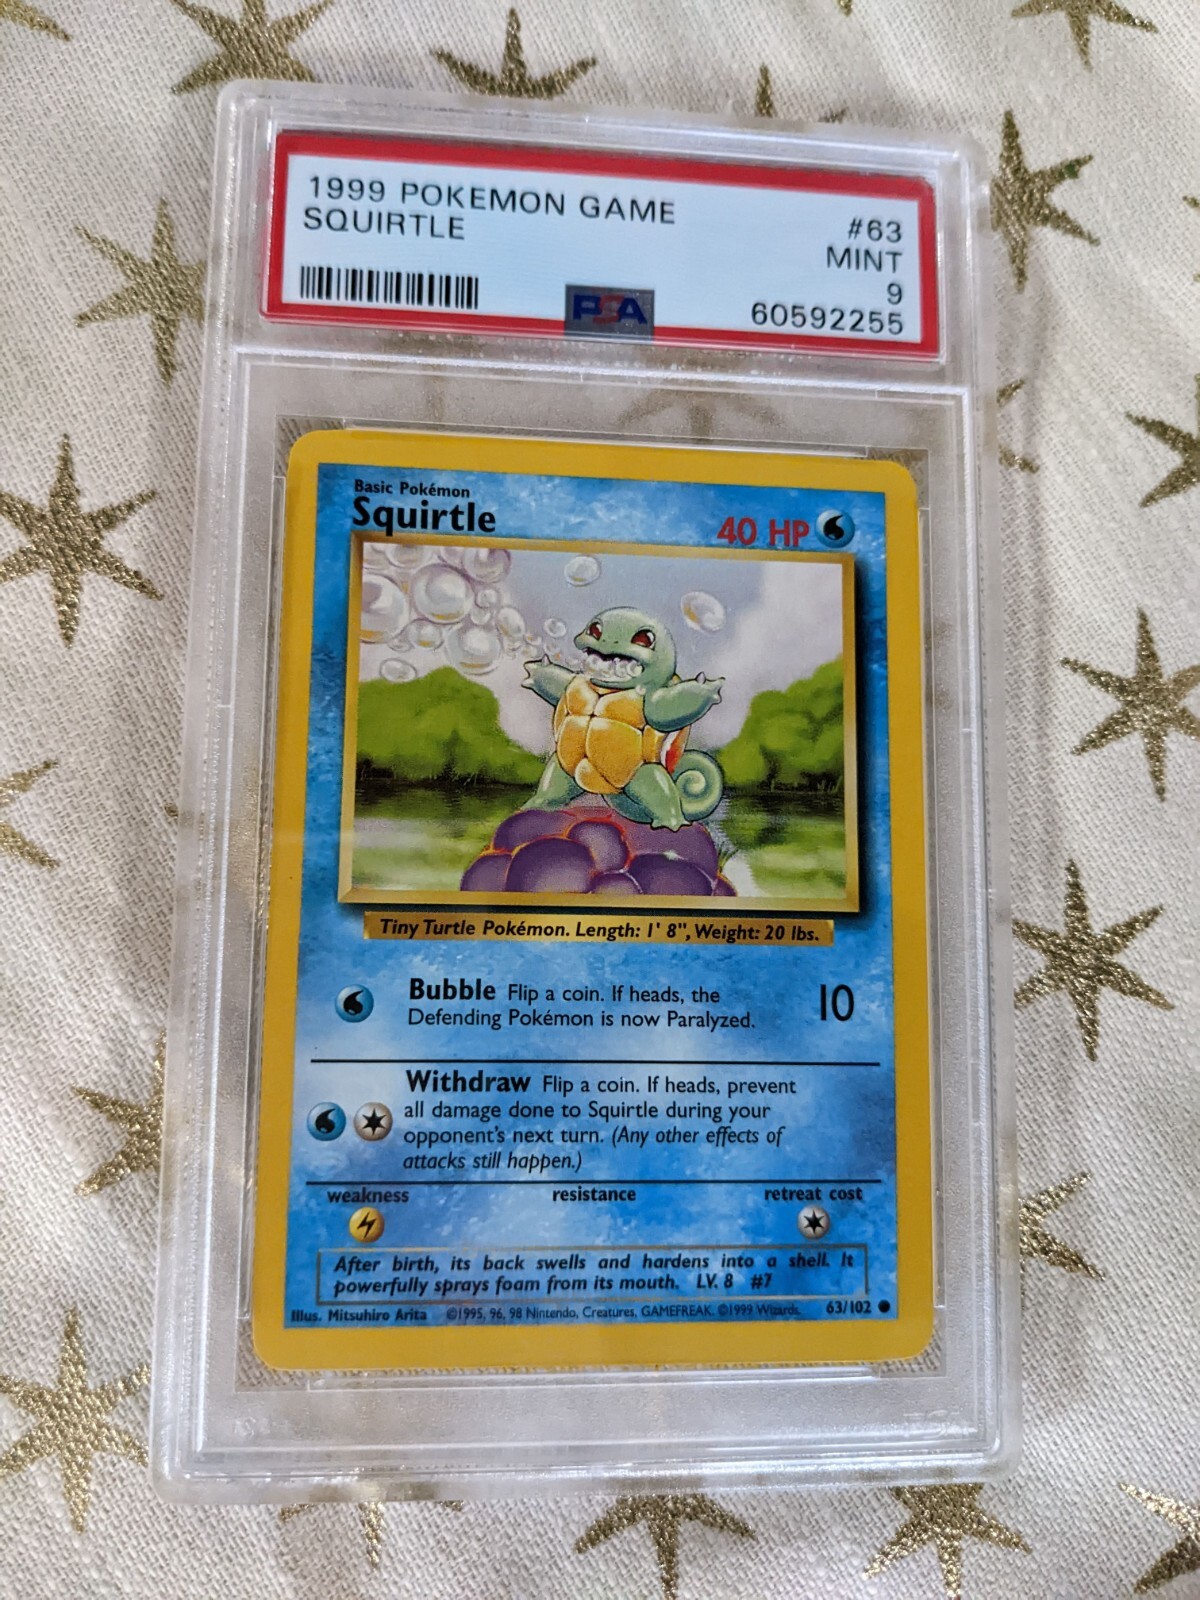 1999 POKEMON GAME
#63
SQUIRTLE
MINT
9
PSA
60592255
Basic Pokémon
Squirtle
40 HP
Tiny Turtle Pokémon. Length: 1' 8", Weight: 20 lbs.
Bubble Flip a coin. If heads, the
Defending Pokémon is now Paralyzed.
10
Withdraw Flip a coin. If heads, prevent
all damage done to Squirtle during your
opponent's next turn. (Any other effects of
attacks still happen.)
weakness resistance retreat cost
After birth, its back swells and hardens into a shell. It
powerfully sprays foam from its mouth. LV. 8 #7
Illus. Mitsuhiro Arita ©1995, 96, 98 Nintendo, Creatures, GAMEFREAK. ©1999 Wizards. 63/102